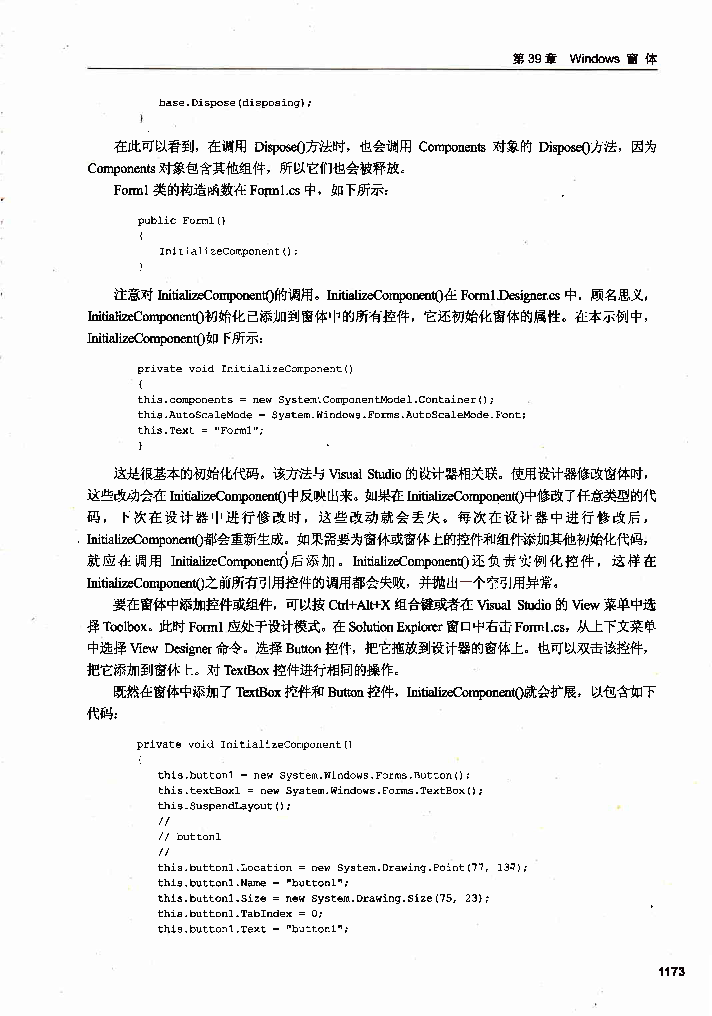 第39章 Windows 窗 体
base.Dispose(disposing);
}
在此可以看到，在调用 Dispose()方法时，也会调用 Components 对象的 Dispose()方法，因为
Components 对象包含其他组件，所以它们也会被释放。
Form1 类的构造函数在 Form1.cs 中，如下所示：
public Form1()
{
InitializeComponent();
}
注意对 InitializeComponent()的调用。InitializeComponent()在 Form1.Designer.cs 中，顾名思义，
InitializeComponent()初始化已添加到窗体中的所有控件，它还初始化窗体的属性。在本示例中，
InitializeComponent()如下所示：
private void InitializeComponent()
{
this.components = new System.ComponentModel.Container();
this.AutoScaleMode = System.Windows.Forms.AutoScaleMode.Font;
this.Text = "Form1";
}
这是很基本的初始化代码。该方法与 Visual Studio 的设计器相关联。使用设计器修改窗体时，
这些改动会在 InitializeComponent()中反映出来。如果在 InitializeComponent()中修改了任意类型的代
码，下次在设计器中进行修改时，这些改动就会丢失。每次在设计器中进行修改后，
InitializeComponent()都会重新生成。如果需要为窗体或窗体上的控件和组件添加其他初始化代码，
就应在调用 InitializeComponent()后添加。InitializeComponent()还负责实例化控件，这样在
InitializeComponent()之前所有引用控件的调用都会失败，并抛出一个空引用异常。
要在窗体中添加控件或组件，可以按 Ctrl+Alt+X 组合键或者在 Visual Studio 的 View 菜单中选
择 Toolbox。此时 Form1 应处于设计模式。在 Solution Explorer 窗口中右击 Form1.cs，从上下文菜单
中选择 View Designer 命令。选择 Button 控件，把它拖放到设计器的窗体上。也可以双击该控件，
把它添加到窗体上。对 TextBox 控件进行相同的操作。
既然在窗体中添加了 TextBox 控件和 Button 控件，InitializeComponent()就会扩展，以包含如下
代码：
private void InitializeComponent()
{
this.button1 = new System.Windows.Forms.Button();
this.textBox1 = new System.Windows.Forms.TextBox();
this.SuspendLayout();
//
// button1
//
this.button1.Location = new System.Drawing.Point(77, 137);
this.button1.Name = "button1";
this.button1.Size = new System.Drawing.Size(75, 23);
this.button1.TabIndex = 0;
this.button1.Text = "button1";
1173